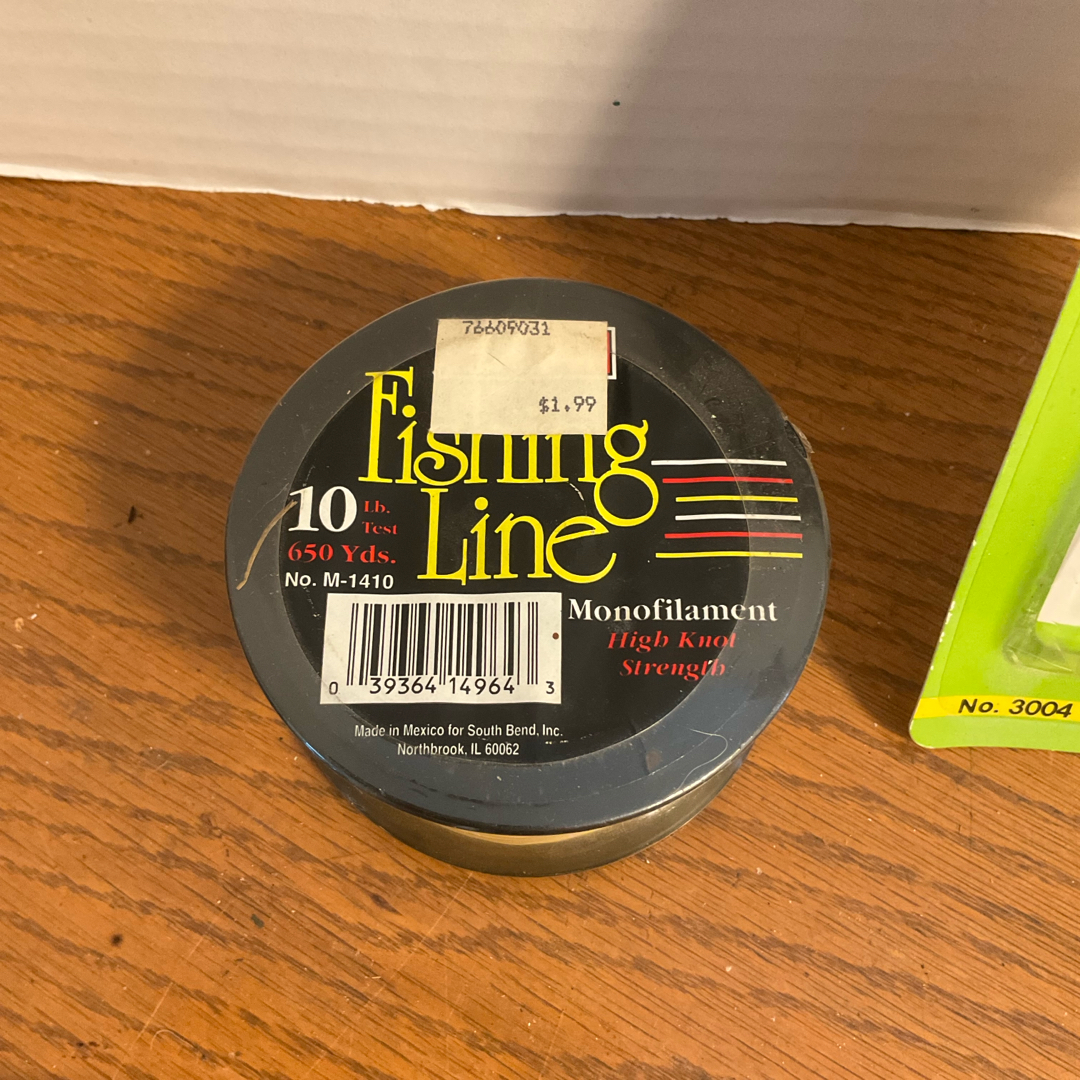 76609031
$1.99
Fishing
Line
10 Lb.
Test
650 Yds.
No. M-1410
Monofilament
High Knot
Strength
0 39364 14964 3
Made in Mexico for South Bend, Inc.
Northbrook, IL 60062
No. 3004